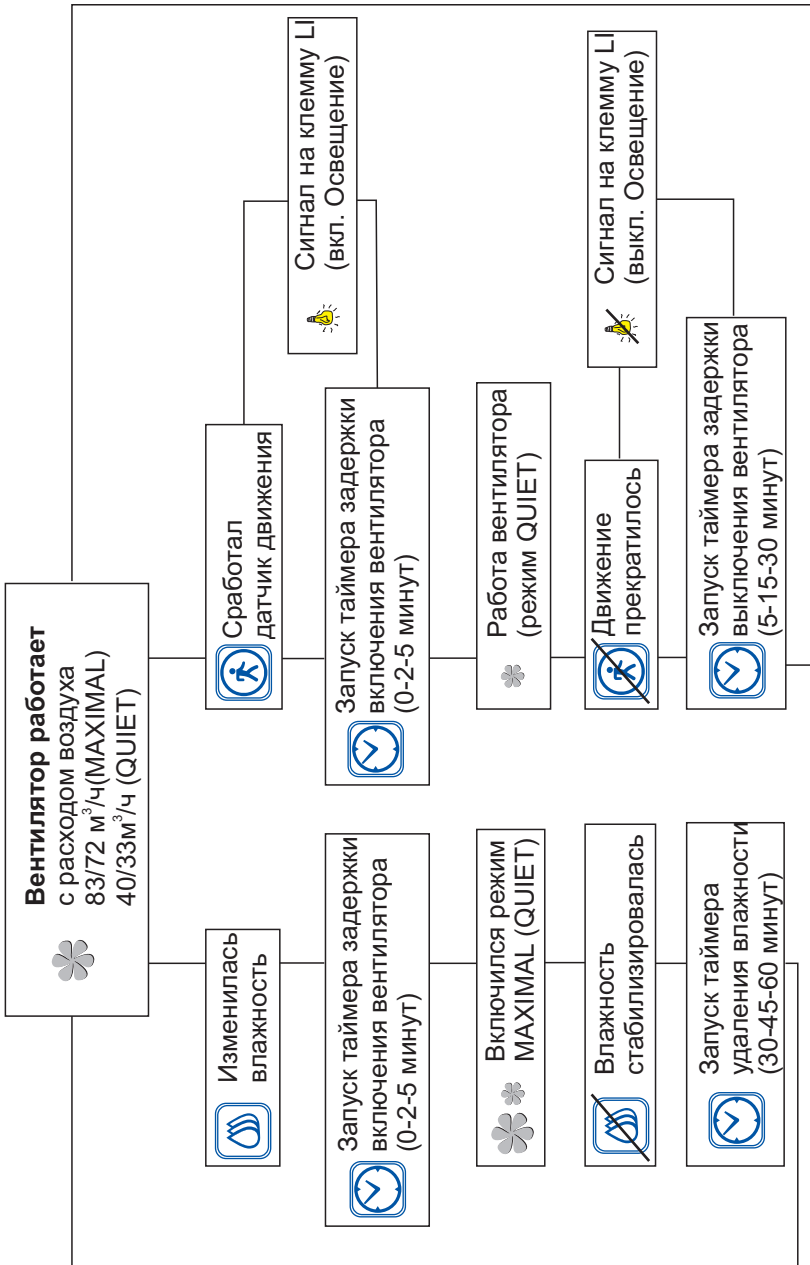 Вентилятор работает
с расходом воздуха
83/72 м³/ч(MAXIMAL)
40/33м³/ч (QUIET)
Изменилась
влажность
Запуск таймера задержки
включения вентилятора
(0-2-5 минут)
Включился режим
MAXIMAL (QUIET)
Влажность
стабилизировалась
Запуск таймера
удаления влажности
(30-45-60 минут)
Сработал
датчик движения
Сигнал на клемму LI
(вкл. Освещение)
Запуск таймера задержки
включения вентилятора
(0-2-5 минут)
Работа вентилятора
(режим QUIET)
Движение
прекратилось
Сигнал на клемму LI
(выкл. Освещение)
Запуск таймера задержки
выключения вентилятора
(5-15-30 минут)